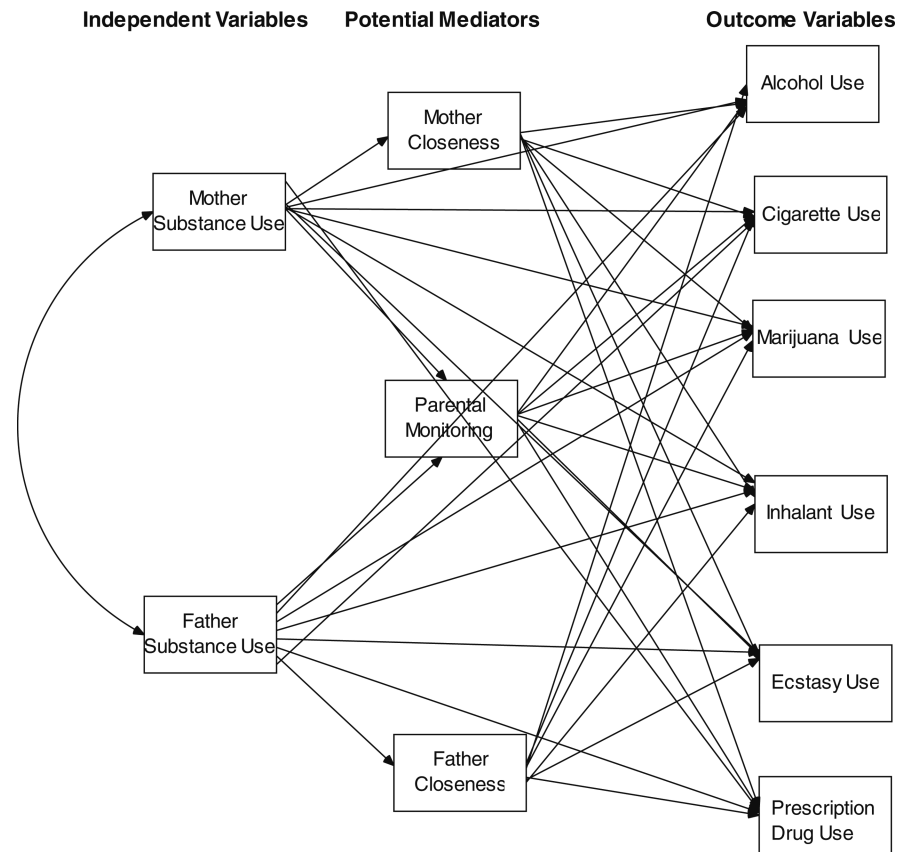 Independent Variables
Potential Mediators
Outcome Variables
Mother
Substance Use
Father
Substance Use
Mother
Closeness
Parental
Monitoring
Father
Closeness
Alcohol Use
Cigarette Use
Marijuana Use
Inhalant Use
Ecstasy Use
Prescription
Drug Use